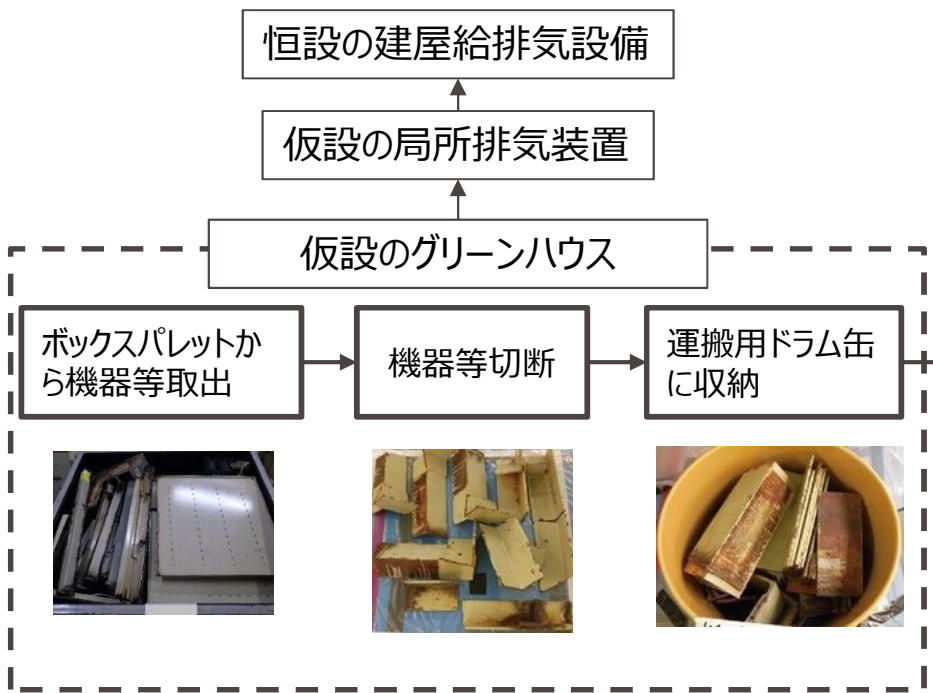 恒設の建屋給排気設備
仮設の局所排気装置
仮設のグリーンハウス
ボックスパレットか
ら機器等取出
機器等切断
運搬用ドラム缶
に収納